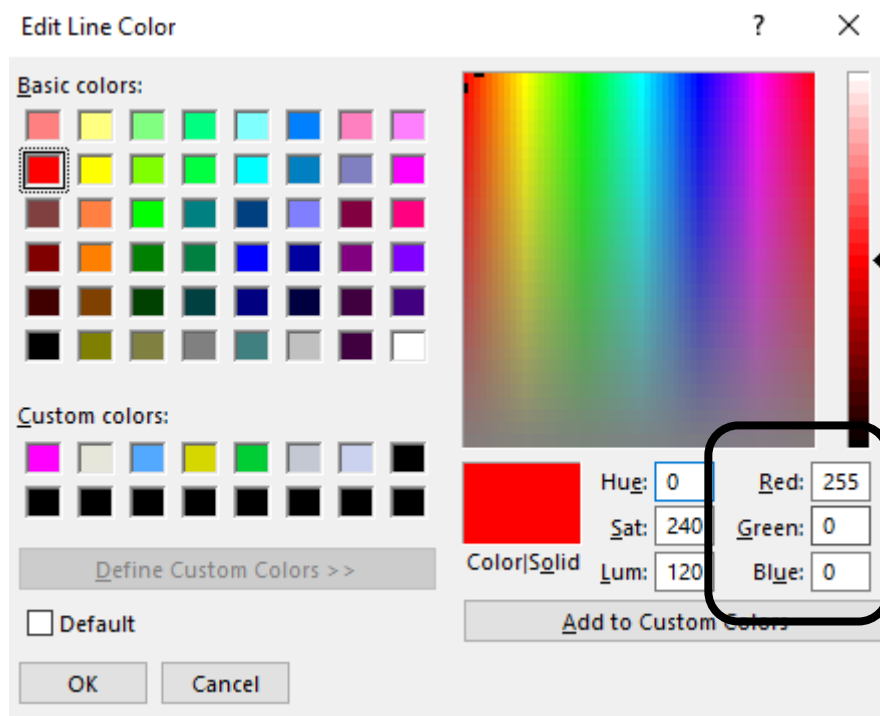 Edit Line Color ?
Basic colors:
Custom colors:
Hue: 0 Red: 255
Sat: 240 Green: 0
Color|Solid Lum: 120 Blue: 0
Define Custom Colors >>
Add to Custom Colors
Default
OK Cancel